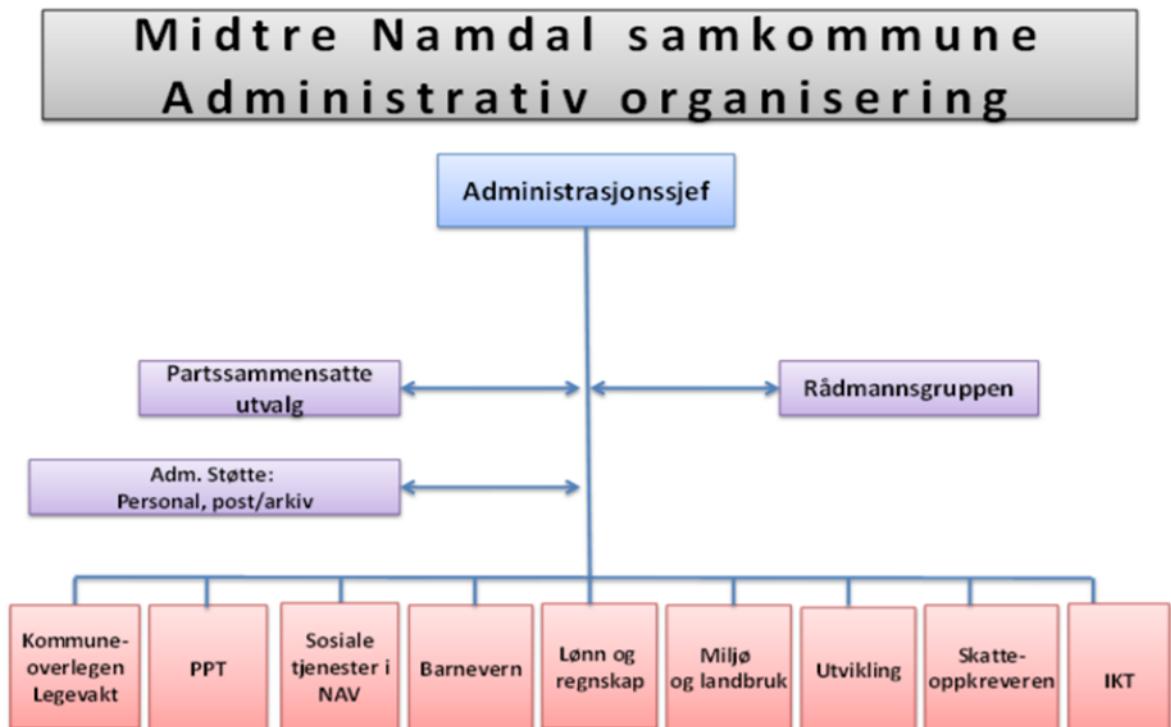 Midtre Namdal samkommune
Administrativ organisering
Administrasjonssjef
Partssammensatte
utvalg
Rådmannsgruppen
Adm. Støtte:
Personal, post/arkiv
Kommune-
overlegen
Legevakt
PPT
Sosiale
tjenester i
NAV
Barnevern
Lønn og
regnskap
Miljø
og landbruk
Utvikling
Skatte-
oppkreveren
IKT